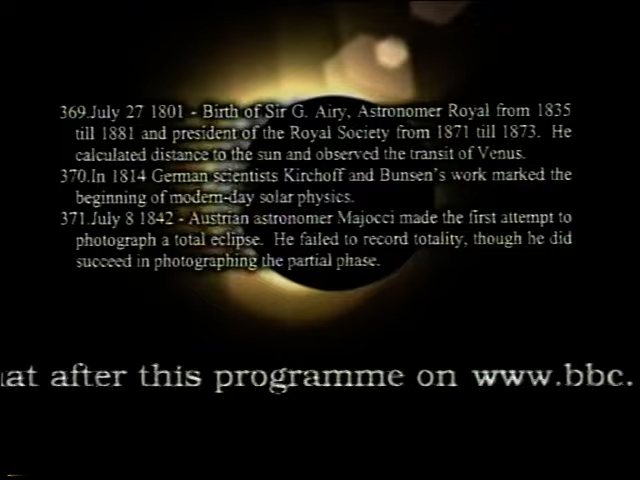 369.July 27 1801 - Birth of Sir G. Airy, Astronomer Royal from 1835
till 1881 and president of the Royal Society from 1871 till 1873. He
calculated distance to the sun and observed the transit of Venus.
370.In 1814 German scientists Kirchoff and Bunsen's work marked the
beginning of modern-day solar physics.
371.July 8 1842 - Austrian astronomer Majocci made the first attempt to
photograph a total eclipse. He failed to record totality, though he did
succeed in photographing the partial phase.
at after this programme on www.bbc.